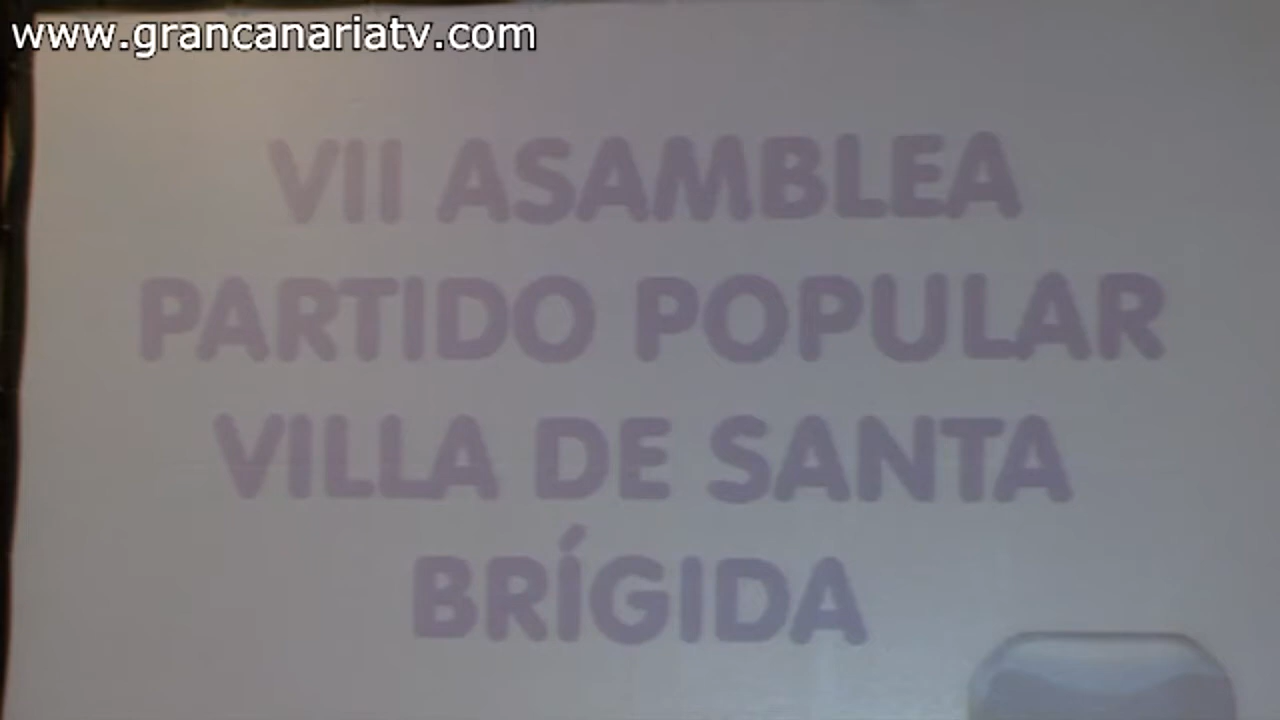 www.grancanariatv.com
VII ASAMBLEA
PARTIDO POPULAR
VILLA DE SANTA
BRÍGIDA